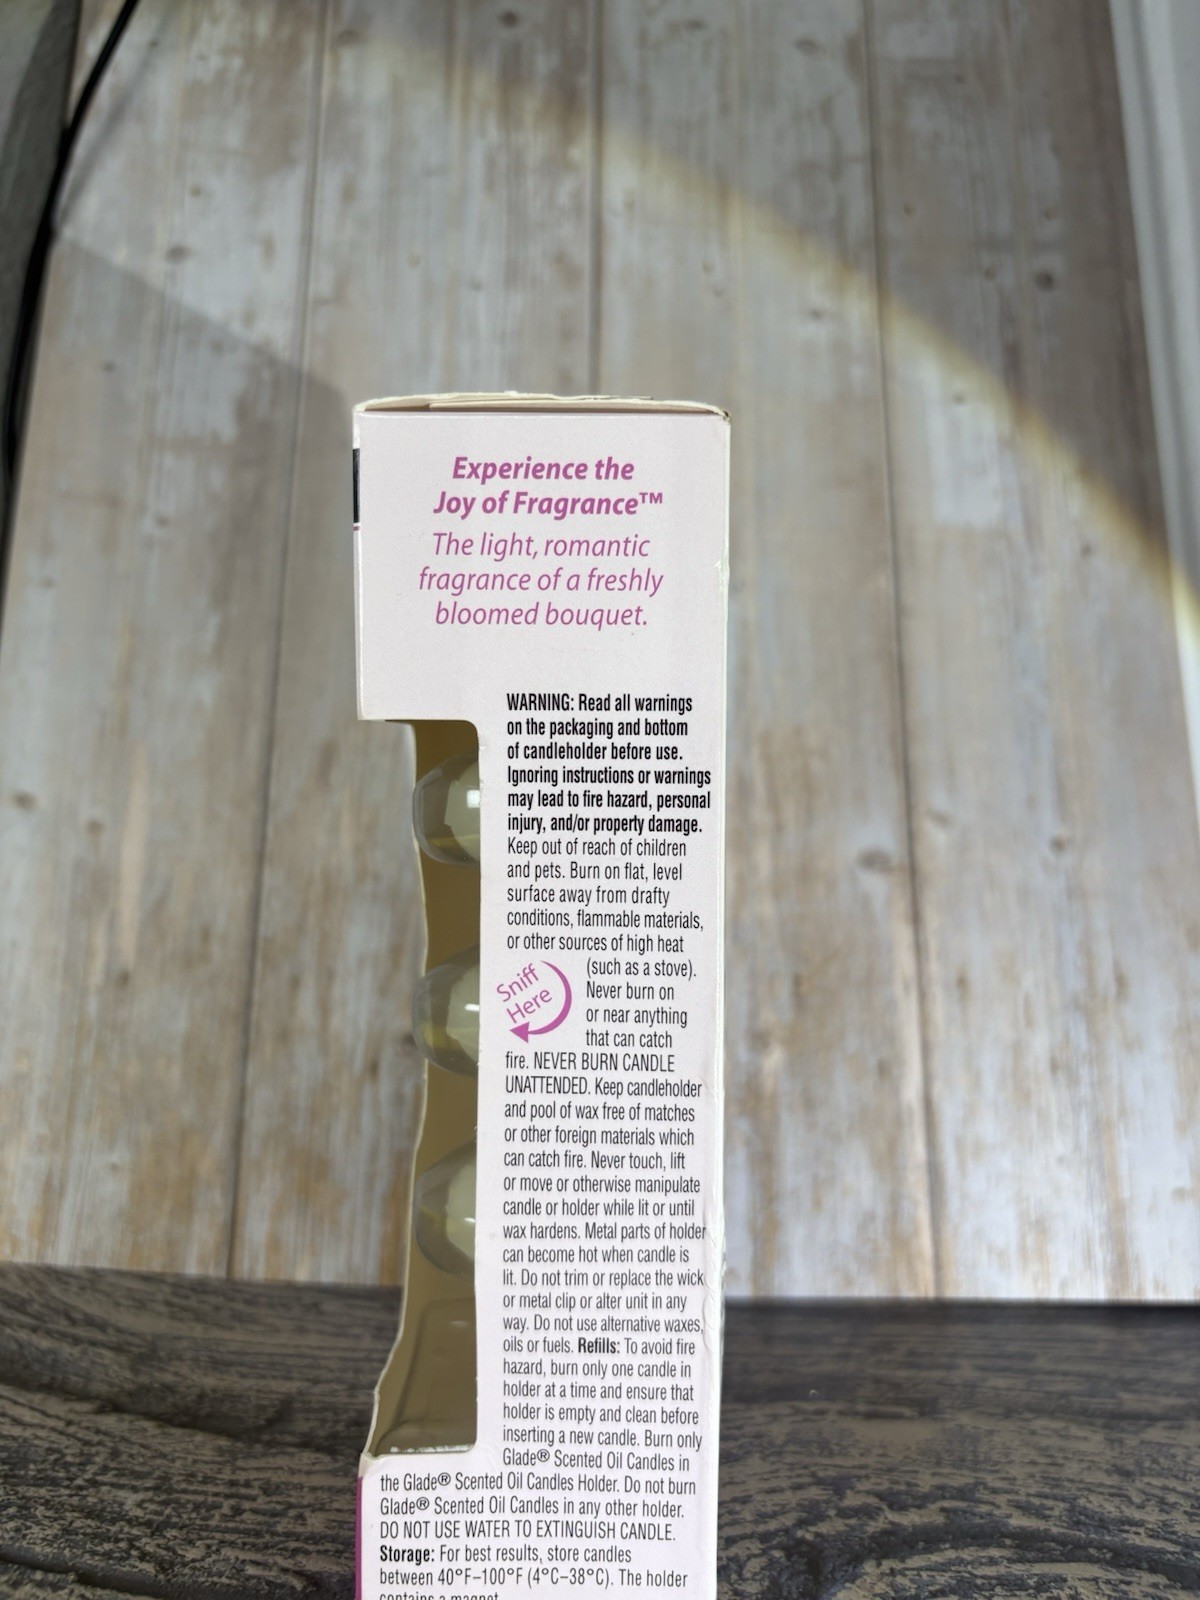 Experience the
Joy of Fragrance™
The light, romantic
fragrance of a freshly
bloomed bouquet.
WARNING: Read all warnings
on the packaging and bottom
of candleholder before use.
Ignoring instructions or warnings
may lead to fire hazard, personal
injury, and/or property damage.
Keep out of reach of children
and pets. Burn on flat, level
surface away from drafty
conditions, flammable materials,
or other sources of high heat
(such as a stove).
Never burn on
or near anything
that can catch
Sniff
Here
fire. NEVER BURN CANDLE
UNATTENDED. Keep candleholder
and pool of wax free of matches
or other foreign materials which
can catch fire. Never touch, lift
or move or otherwise manipulate
candle or holder while lit or until
wax hardens. Metal parts of holder
can become hot when candle is
lit. Do not trim or replace the wick
or metal clip or alter unit in any
way. Do not use alternative waxes,
oils or fuels. Refills: To avoid fire
hazard, burn only one candle in
holder at a time and ensure that
holder is empty and clean before
inserting a new candle. Burn only
Glade® Scented Oil Candles in
the Glade® Scented Oil Candles Holder. Do not burn
Glade® Scented Oil Candles in any other holder.
DO NOT USE WATER TO EXTINGUISH CANDLE.
Storage: For best results, store candles
between 40°F–100°F (4°C–38°C). The holder
contains a magnet